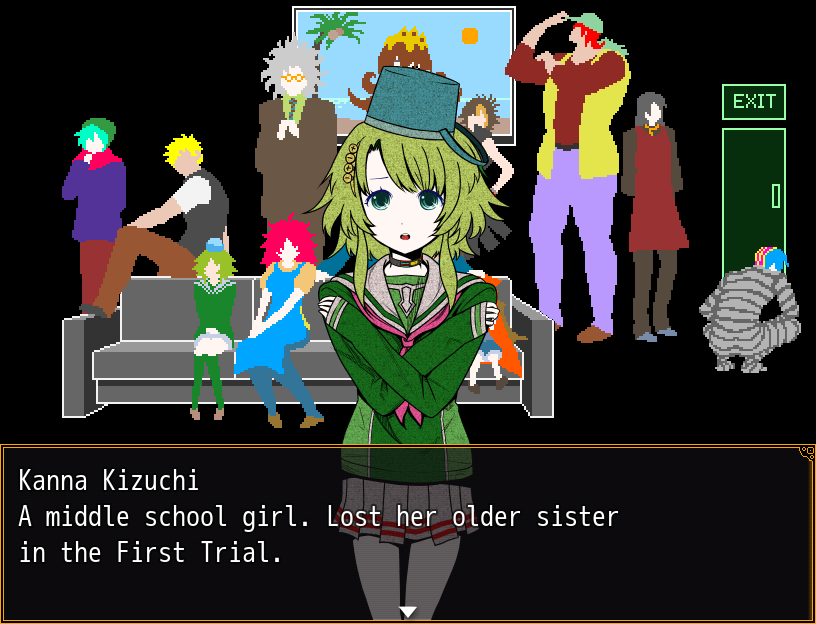 EXIT
Kanna Kizuchi
A middle school girl. Lost her older sister
in the First Trial.